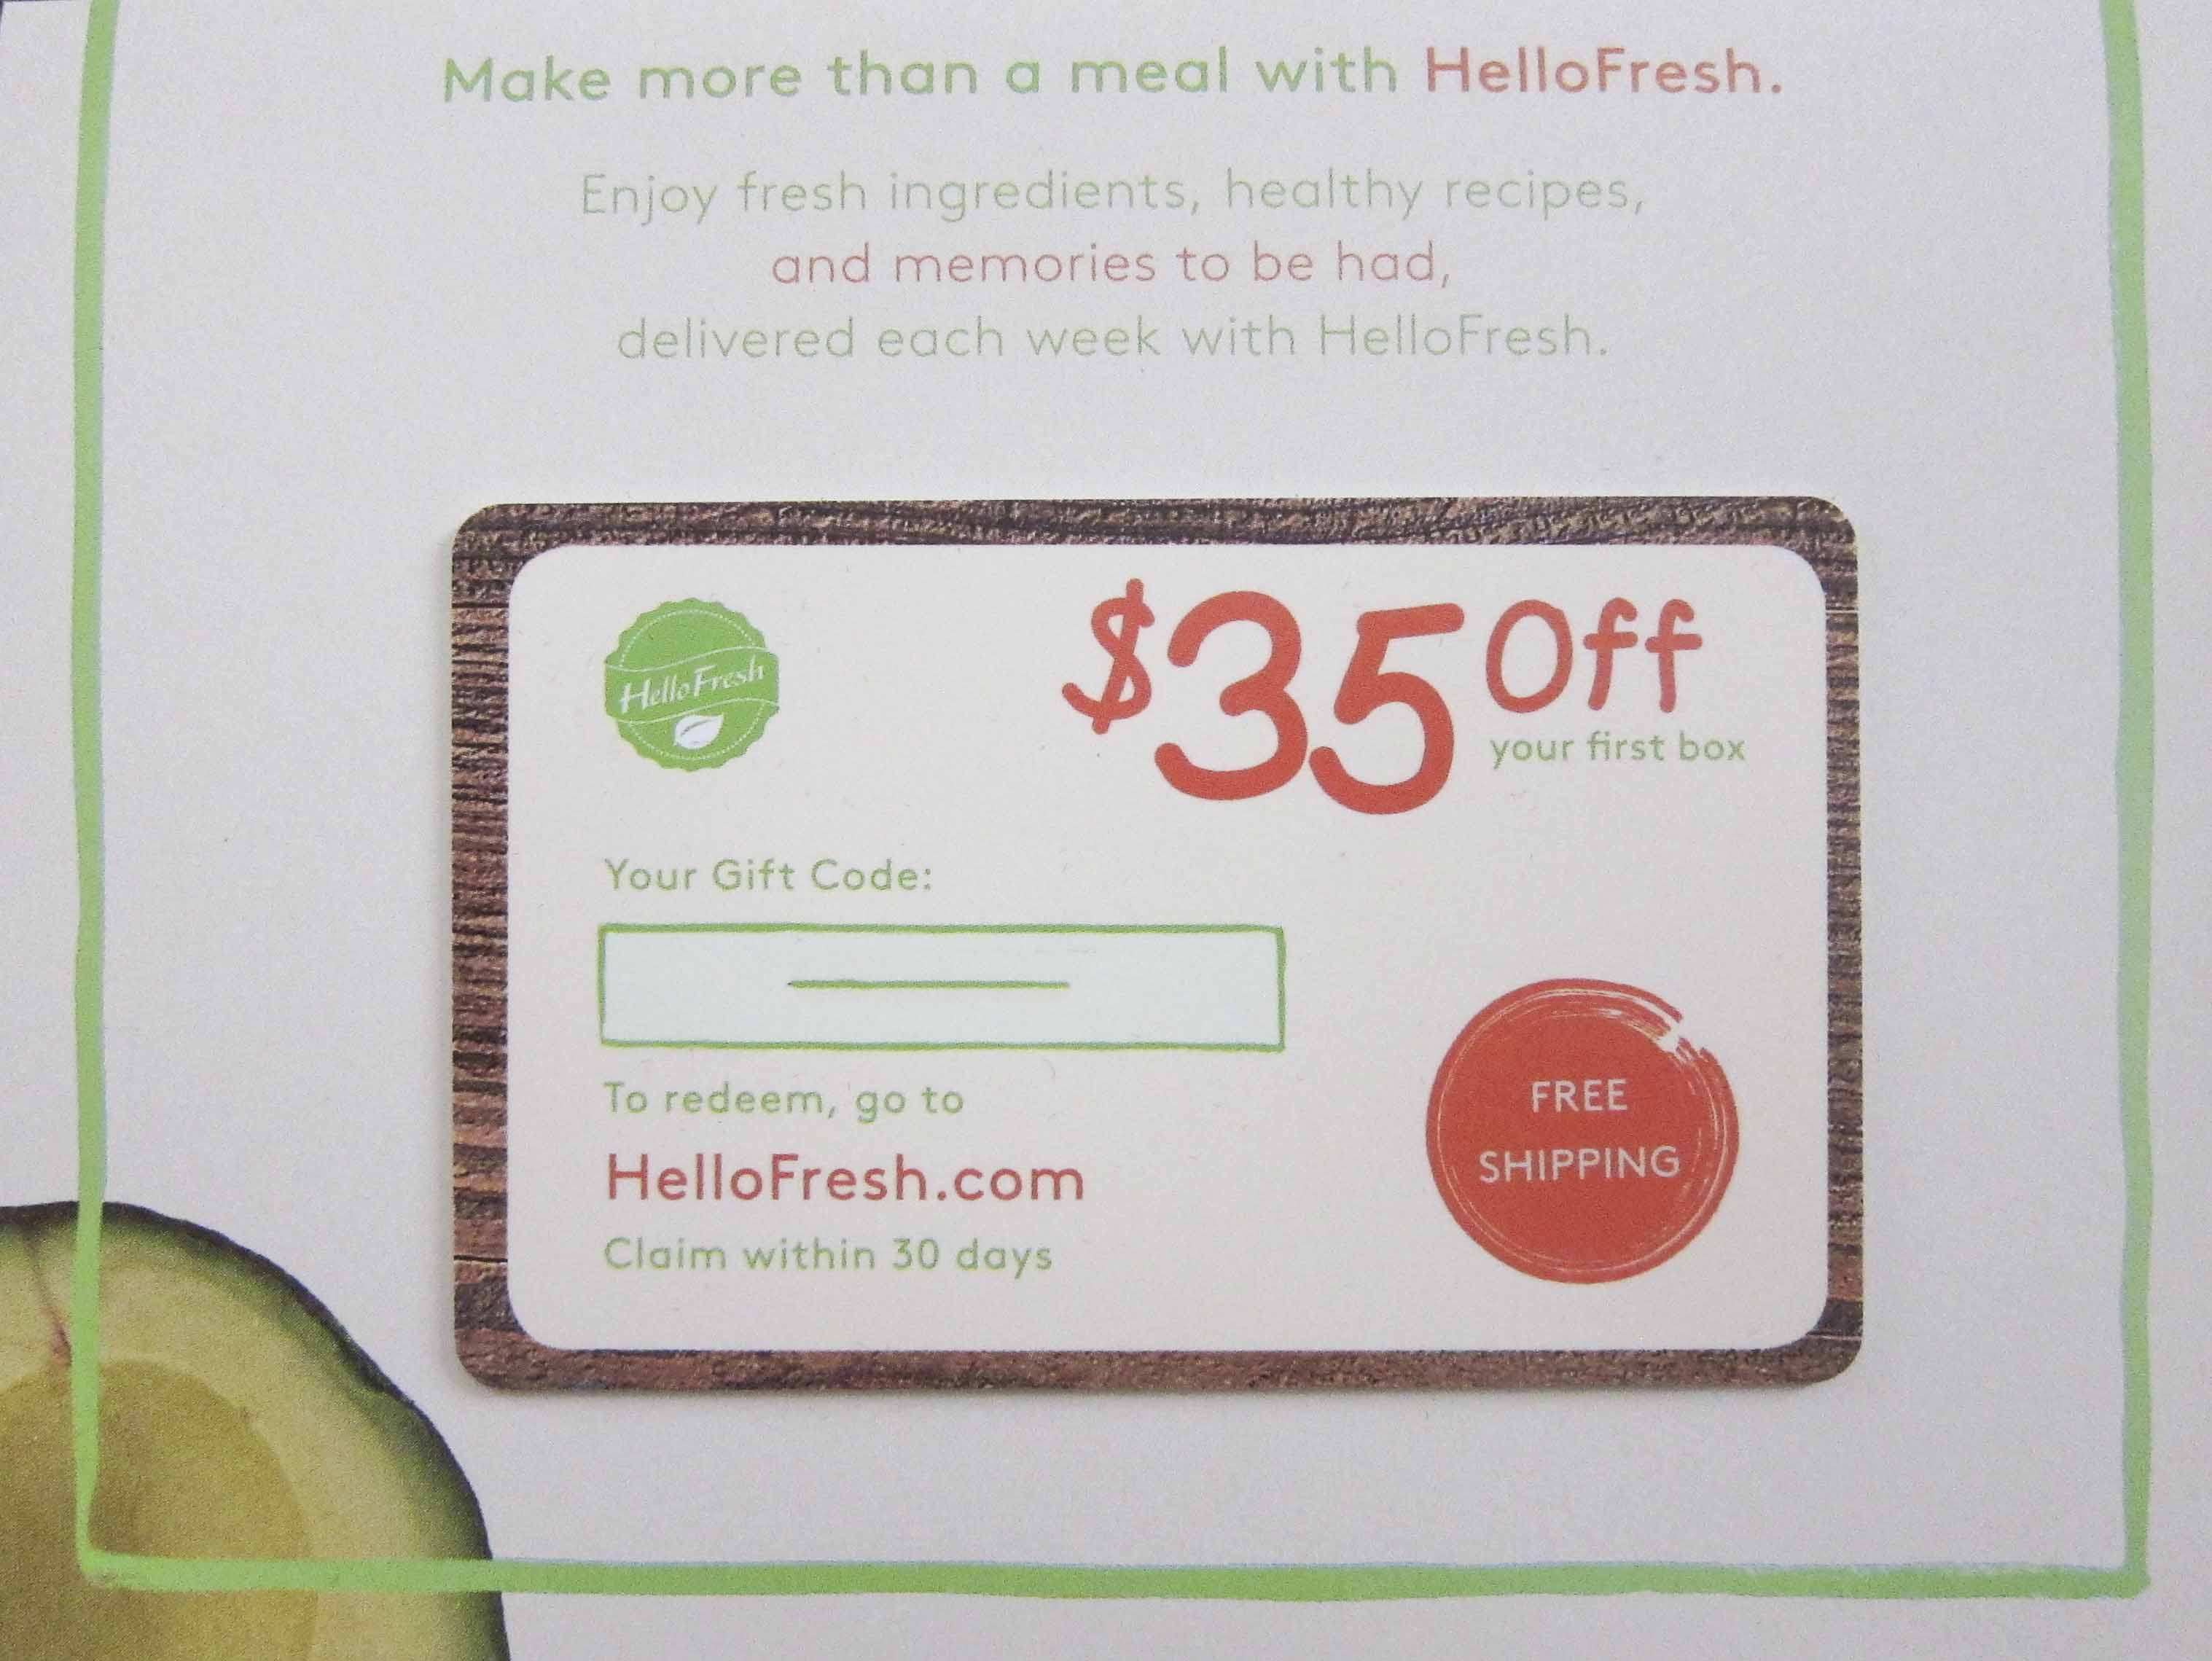 Make more than a meal with HelloFresh.
Enjoy fresh ingredients, healthy recipes,
and memories to be had,
delivered each week with HelloFresh.
HelloFresh
$35 Off
your first box
Your Gift Code:
To redeem, go to
HelloFresh.com
Claim within 30 days
FREE
SHIPPING